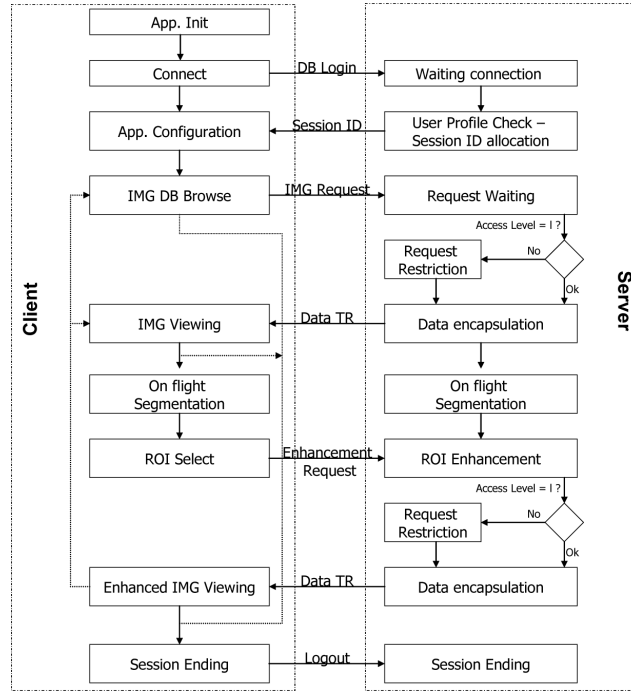 App. Init
Connect
DB Login
Waiting connection
App. Configuration
Session ID
User Profile Check –
Session ID allocation
IMG DB Browse
IMG Request
Request Waiting
Access Level = l ?
No
Request
Restriction
Ok
Client
Server
IMG Viewing
Data TR
Data encapsulation
On flight
Segmentation
On flight
Segmentation
ROI Select
Enhancement
Request
ROI Enhancement
Access Level = l ?
No
Request
Restriction
Ok
Enhanced IMG Viewing
Data TR
Data encapsulation
Session Ending
Logout
Session Ending